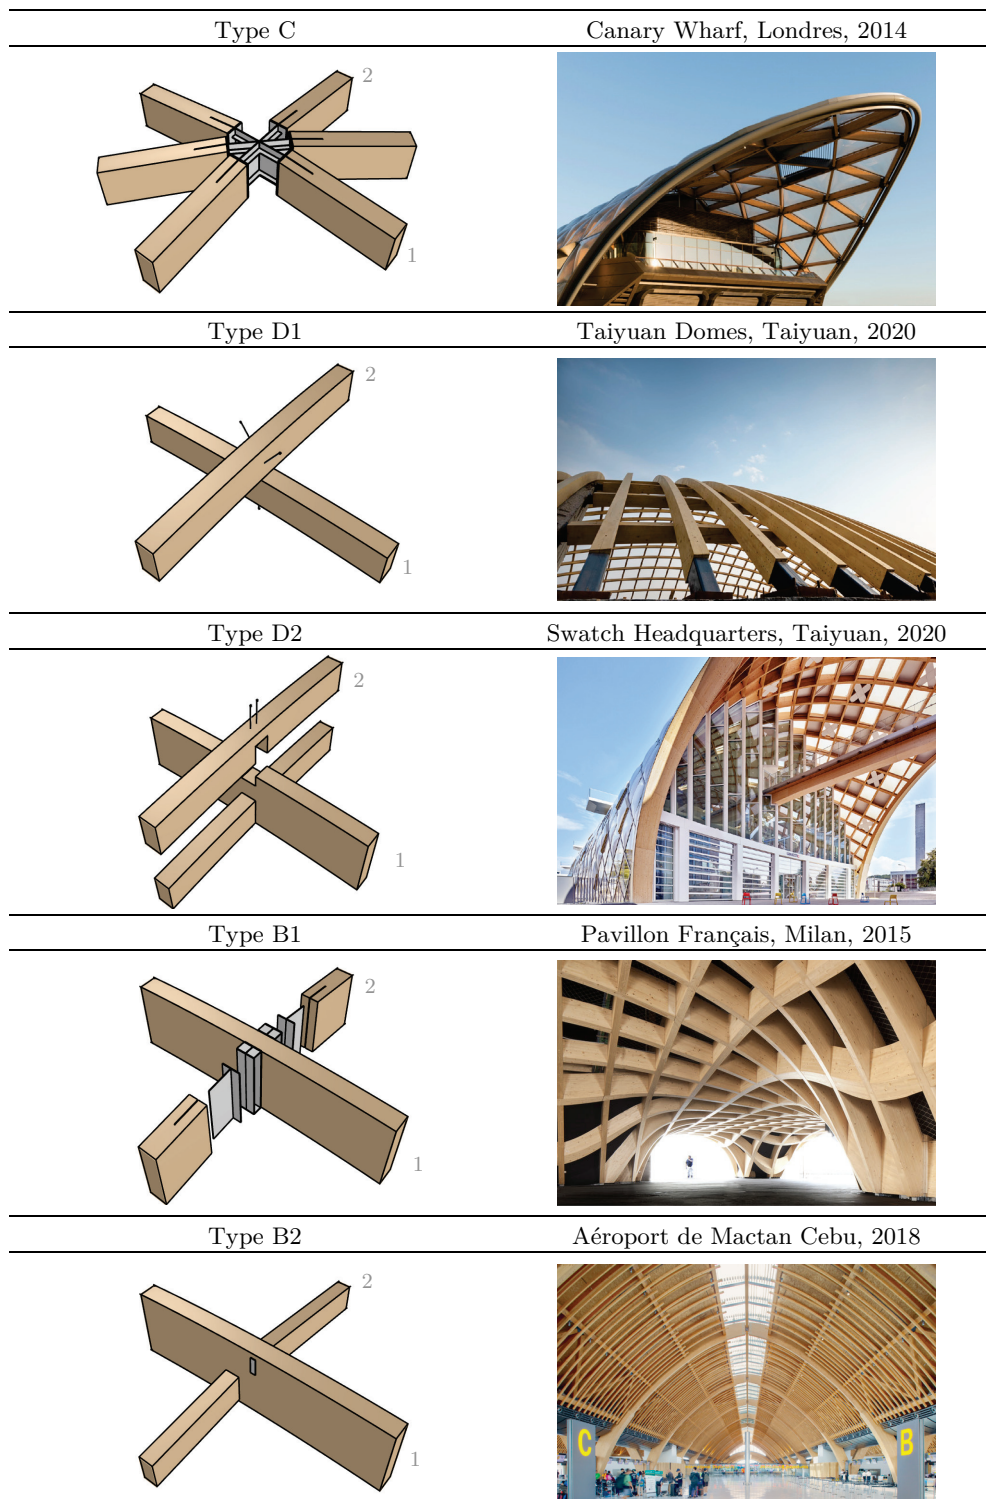 Type C
Canary Wharf, Londres, 2014
2
1
Type D1
Taiyuan Domes, Taiyuan, 2020
2
1
Type D2
Swatch Headquarters, Taiyuan, 2020
2
1
Type B1
Pavillon Français, Milan, 2015
2
1
Type B2
Aéroport de Mactan Cebu, 2018
2
1
C
B